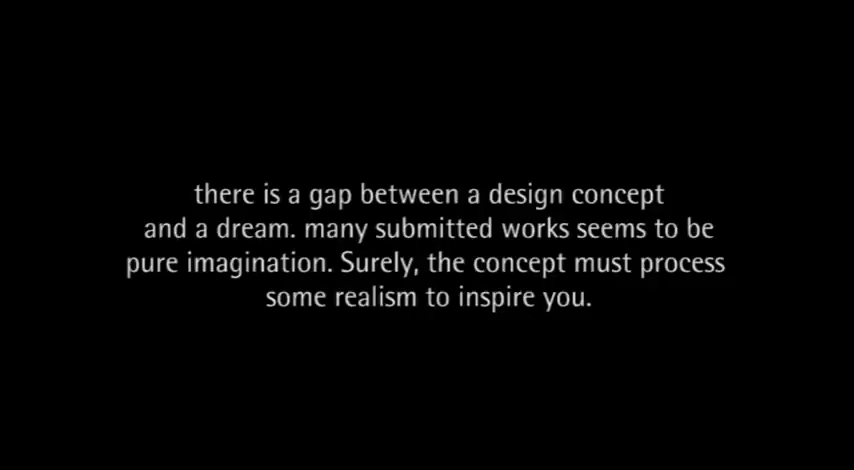 there is a gap between a design concept
and a dream. many submitted works seems to be
pure imagination. Surely, the concept must process
some realism to inspire you.